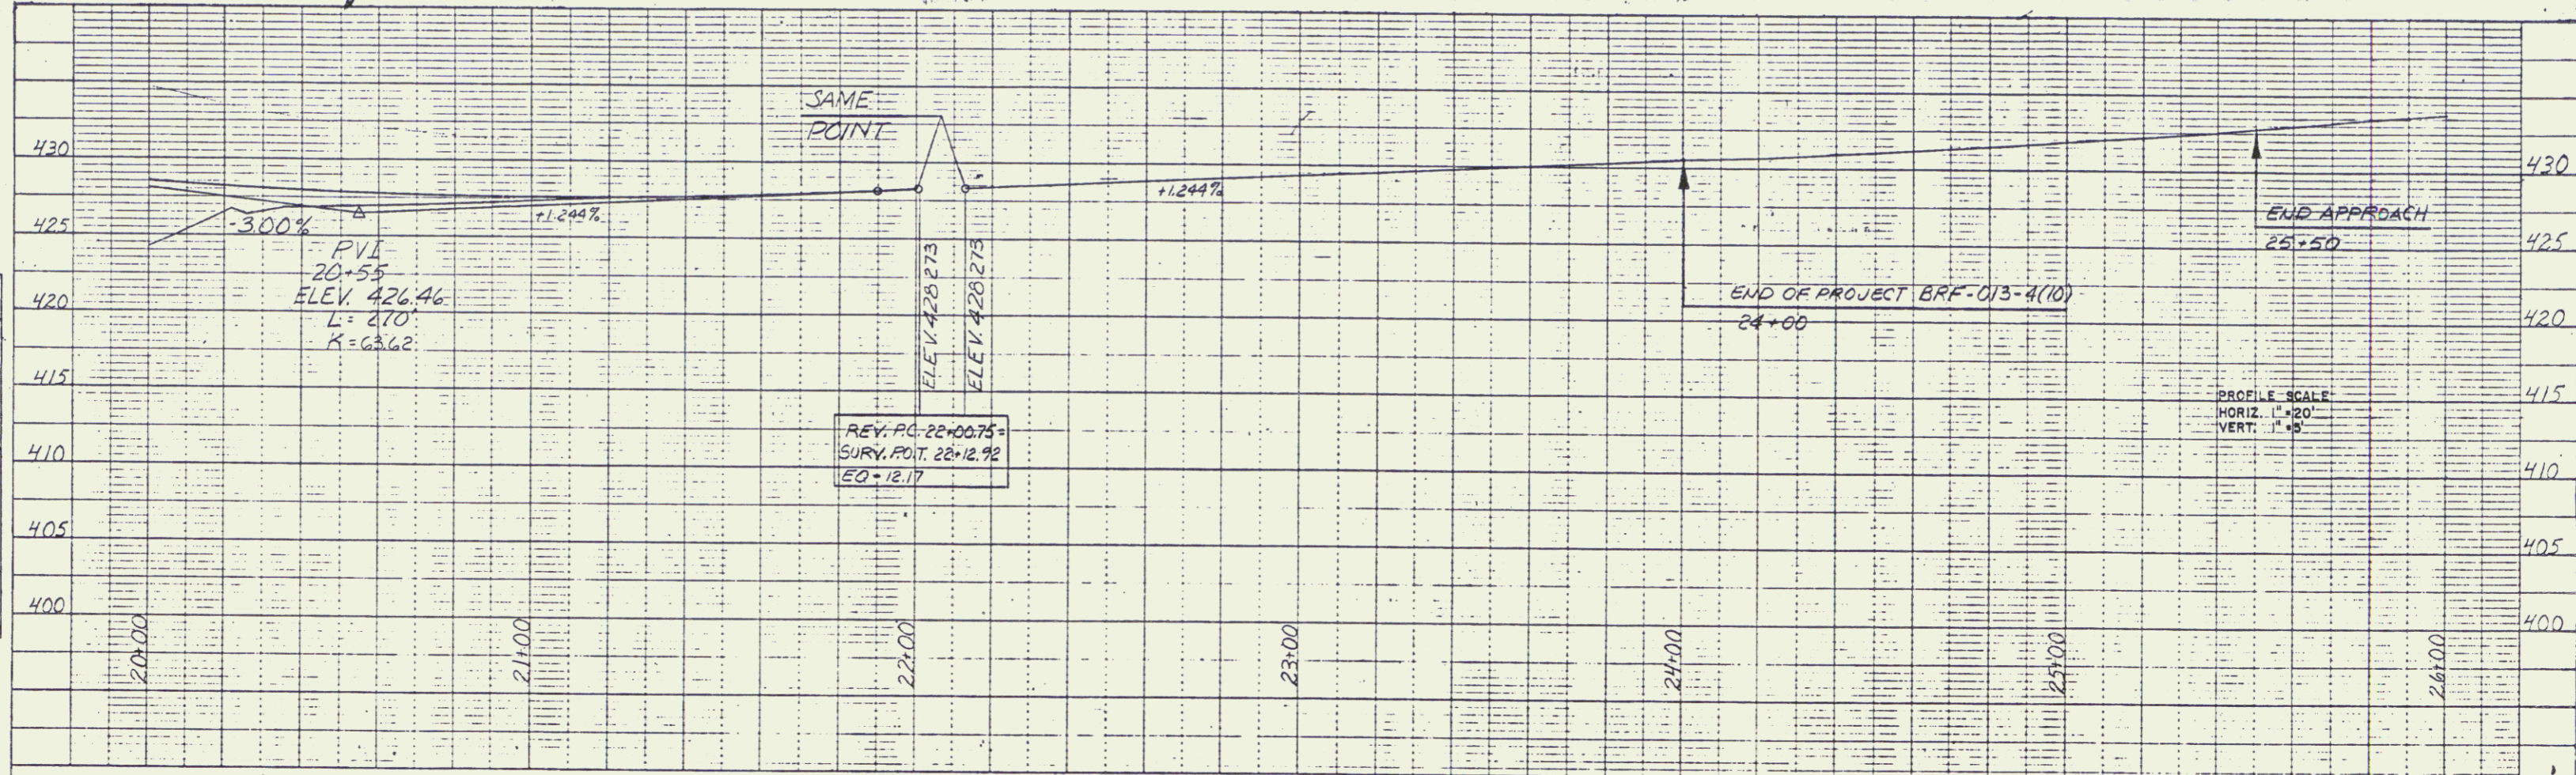 SAME
POINT
430
425
420
415
410
405
400
-3.00%
PVI
20+55
ELEV. 426.46
L = 270'
K = 63.62
+1.244%
ELEV. 428.273
ELEV. 428.273
REV. P.C. 22+00.75=
SURV. P.O.T. 22+12.92
EQ = 12.17
+1.244%
END OF PROJECT BRF-013-4(10)
24+00
END APPROACH
25+50
PROFILE SCALE
HORIZ. 1"=20'
VERT. 1"=5'
430
425
420
415
410
405
400
20+00
21+00
22+00
23+00
24+00
25+00
26+00